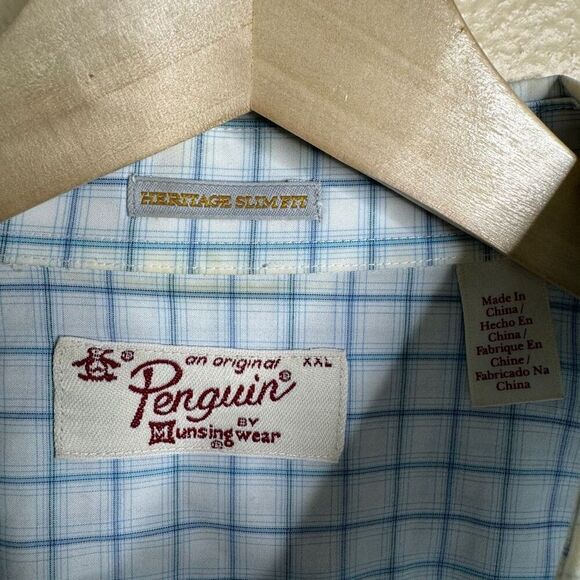 HERITAGE SLIM FIT
an original XXL
Penguin®
BY
Munsingwear
®
Made In
China/
Hecho En
China /
Fabrique En
Chine/
Fabricado Na
China